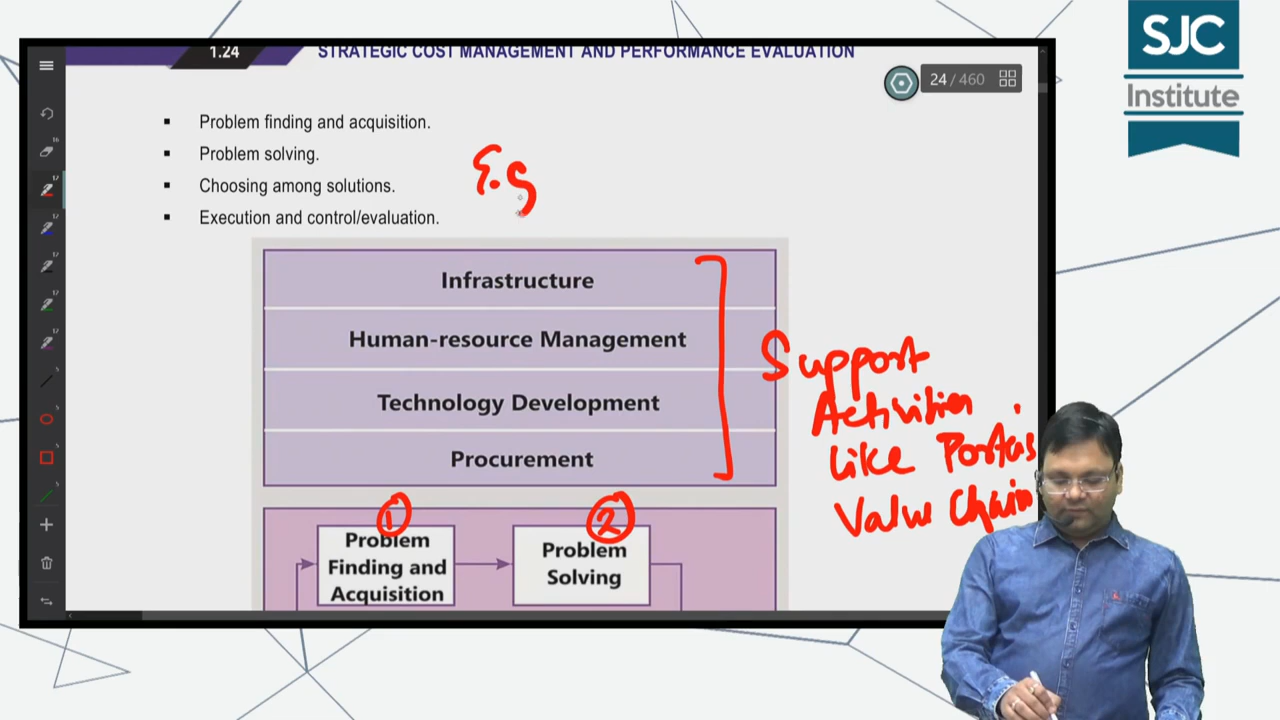 SJC
Institute
1.24 STRATEGIC COST MANAGEMENT AND PERFORMANCE EVALUATION
24 / 460
▪ Problem finding and acquisition.
▪ Problem solving.
▪ Choosing among solutions.
▪ Execution and control/evaluation.
E.g
Infrastructure
Human-resource Management
Technology Development
Procurement
Support
Activities
like Porter's
Value Chain
1
Problem
Finding and
Acquisition
2
Problem
Solving